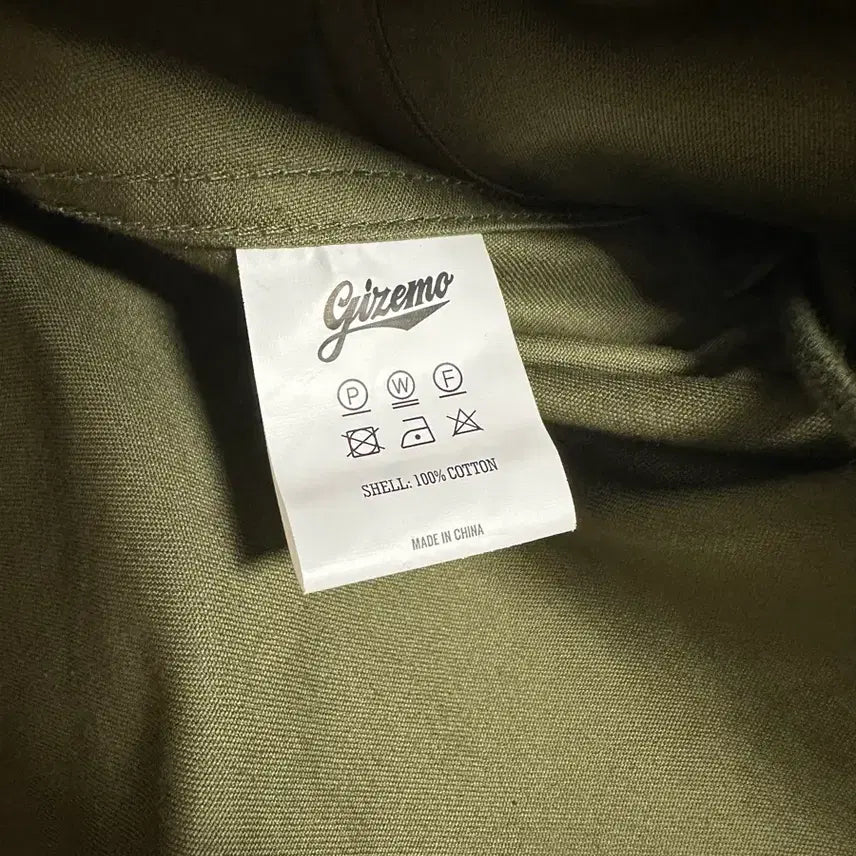 Gizemo
P W F
SHELL: 100% COTTON
MADE IN CHINA